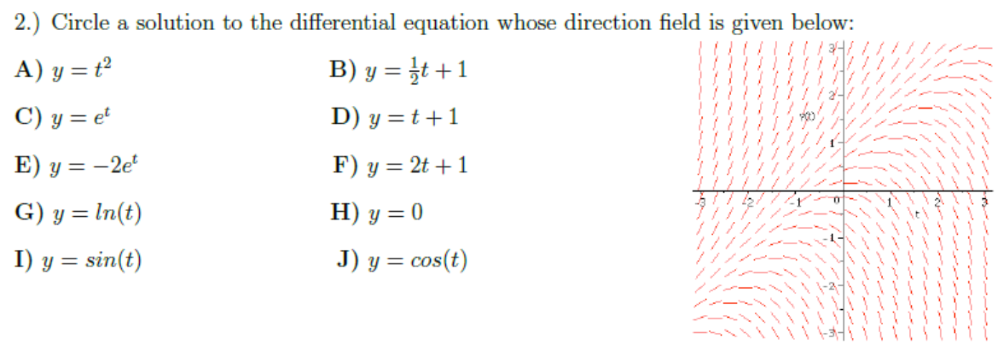 2.) Circle a solution to the differential equation whose direction field is given below:
A) y = t²
B) y = ½t + 1
C) y = eᵗ
D) y = t + 1
E) y = −2eᵗ
F) y = 2t + 1
G) y = ln(t)
H) y = 0
I) y = sin(t)
J) y = cos(t)
3
2
y(t)
1
-3 -2 -1 0 1 2 3
t
-1
-2
-3